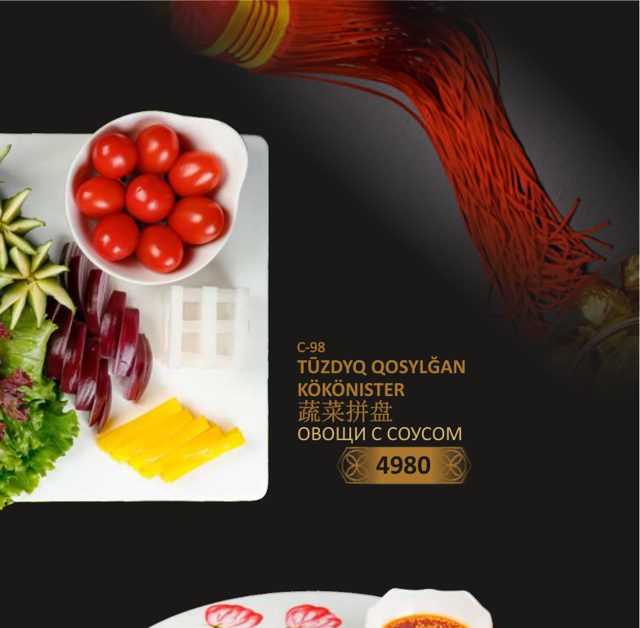 C-98
TŪZDYQ QOSYLĞAN
KÖKÖNISTER
蔬菜拼盘
ОВОЩИ С СОУСОМ
4980